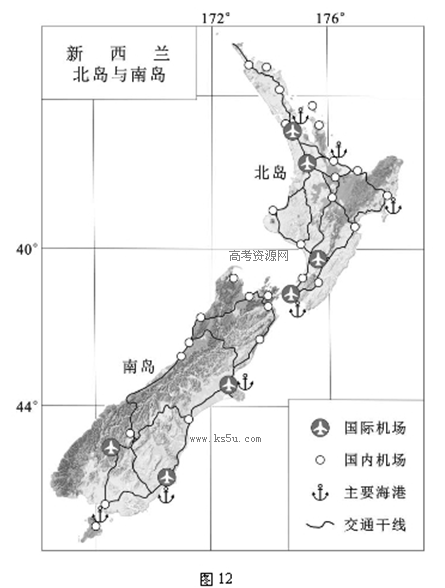 172° 176°
新 西 兰
北岛与南岛
北岛
40°
高考资源网
南岛
44°
www.ks5u.com
国际机场
国内机场
主要海港
交通干线
图12